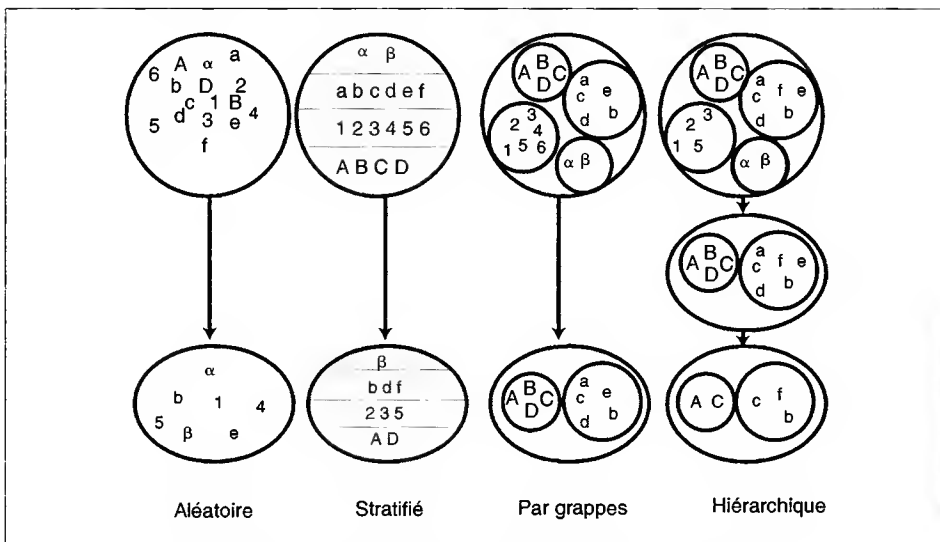 A α a
6 b D 2
c 1 B 4
5 d 3 e
f
α
b 1 4
5 β e
Aléatoire
α β
a b c d e f
1 2 3 4 5 6
A B C D
β
b d f
2 3 5
A D
Stratifié
A B D C
a c e d b
2 3 4 1 5 6
α β
A B D C
a c e d b
Par grappes
A B D C
a c f e d b
2 3 1 5
α β
A B D C
a c f e d b
A C
c f b
Hiérarchique